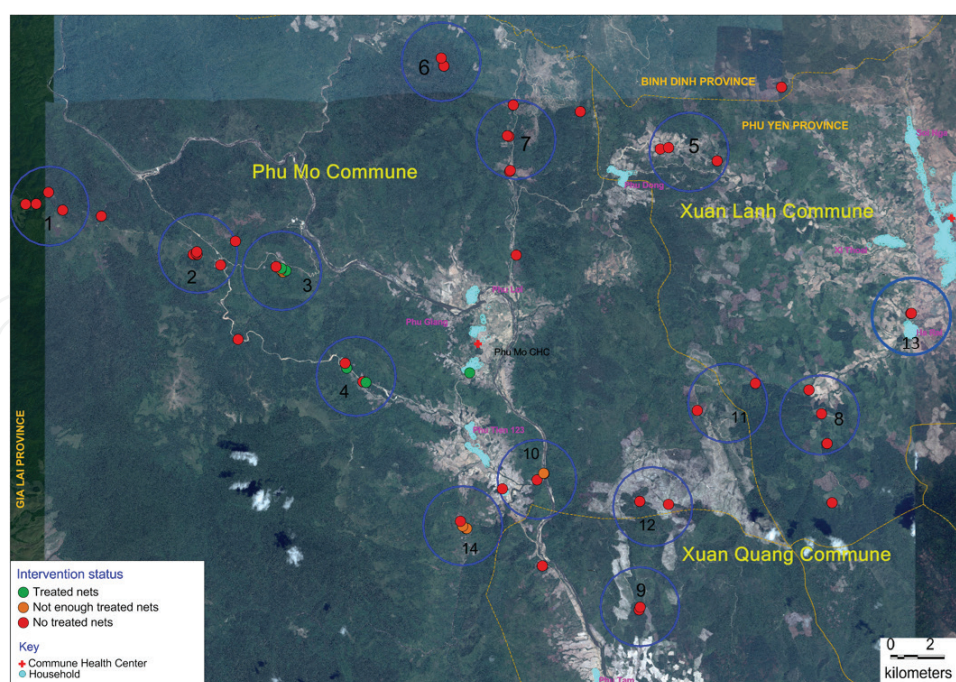 6
BINH DINH PROVINCE
PHU YEN PROVINCE
7
5
Phu Mo Commune
Xuan Lanh Commune
1
2
3
Phu Giang
Phu Mo CHC
13
4
11
8
10
12
14
Xuan Quang Commune
9
GIA LAI PROVINCE
Intervention status
Treated nets
Not enough treated nets
No treated nets
Key
Commune Health Center
Household
0 2
kilometers